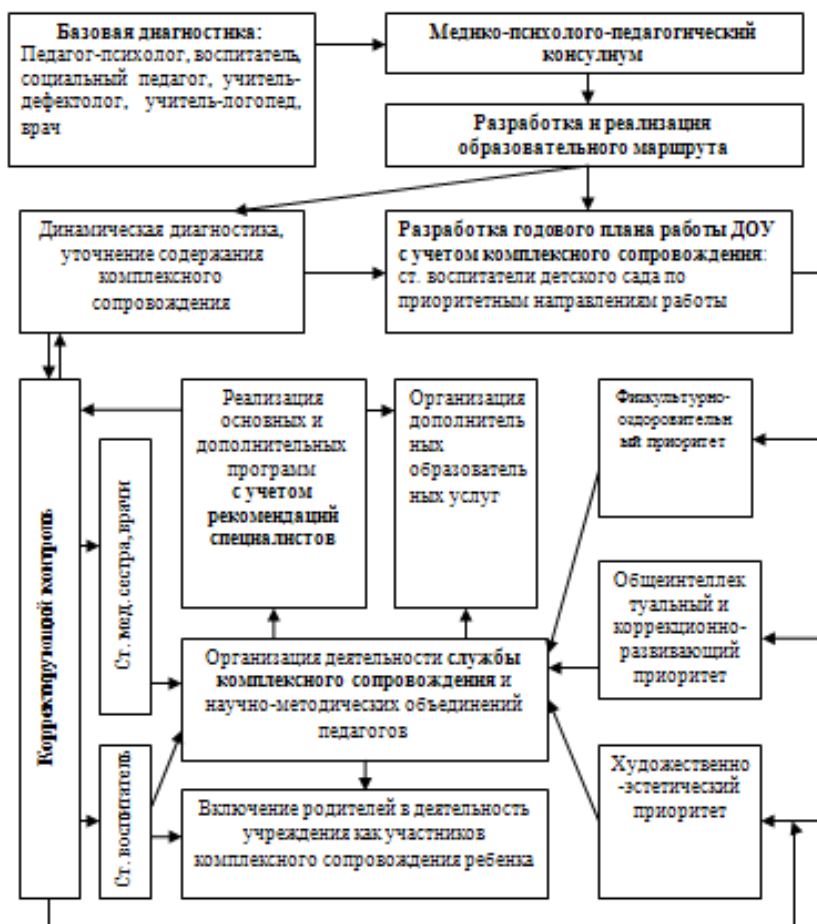 Базовая диагностика:
Педагог-психолог, воспитатель,
социальный педагог, учитель-
дефектолог, учитель-логопед,
врач
Медико-психолого-педагогический
консулиум
Разработка и реализация
образовательного маршрута
Динамическая диагностика,
уточнение содержания
комплексного
сопровождения
Разработка годового плана работы ДОУ
с учетом комплексного сопровождения:
ст. воспитатели детского сада по
приоритетным направлениям работы
Корректирующий контроль
Ст. мед. сестра, врачи
Ст. воспитатель
Реализация
основных и
дополнительных
программ
с учетом
рекомендаций
специалистов
Организация
дополнитель
ных
образователь
ных услуг
Физкультурно-
оздоровительн
ый приоритет
Общеинтеллек
туальный и
коррекционно-
развивающий
приоритет
Организация деятельности службы
комплексного сопровождения и
научно-методических объединений
педагогов
Художественно
-эстетический
приоритет
Включение родителей в деятельность
учреждения как участников
комплексного сопровождения ребенка